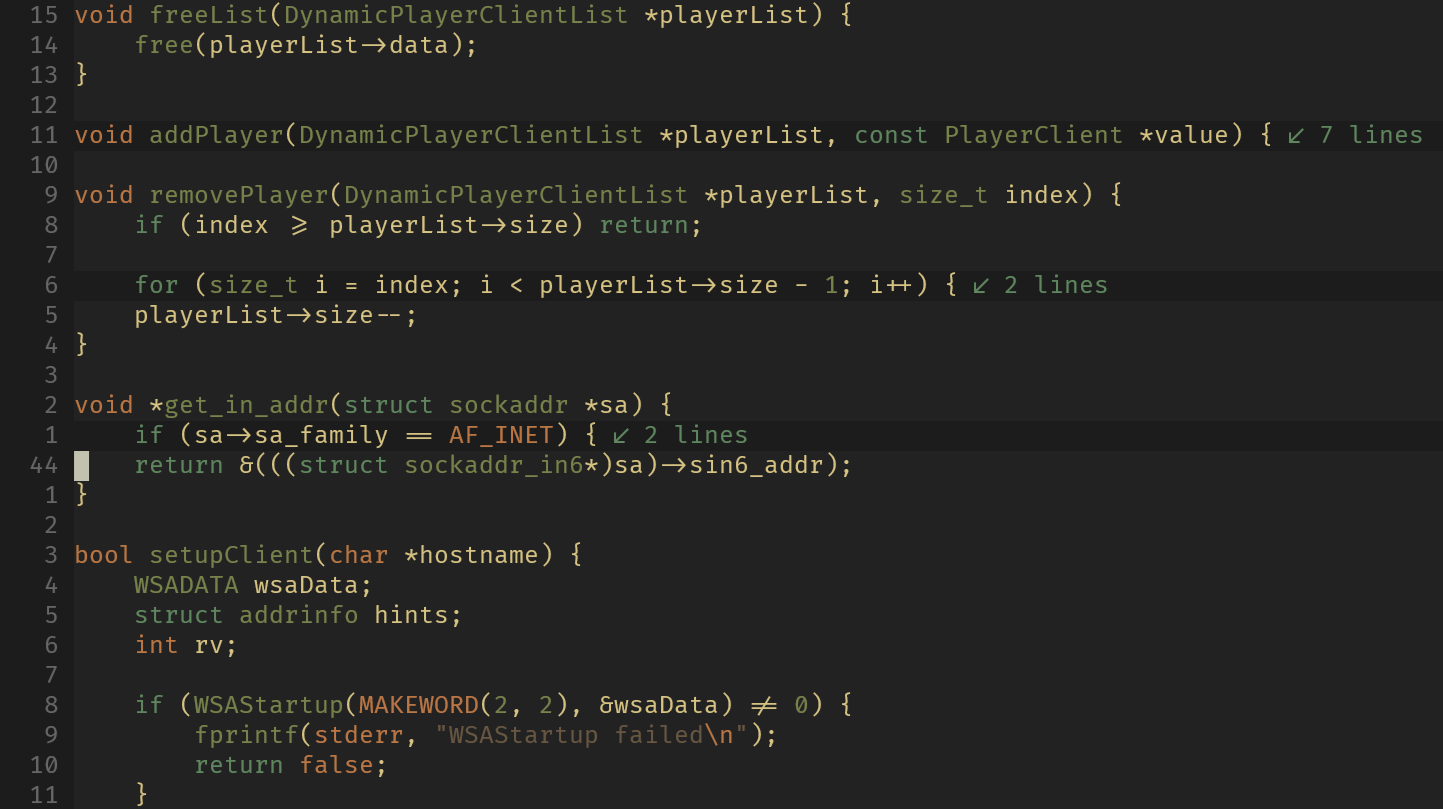 15 void freeList(DynamicPlayerClientList *playerList) {
14     free(playerList->data);
13 }
12
11 void addPlayer(DynamicPlayerClientList *playerList, const PlayerClient *value) { ↙ 7 lines
10
9 void removePlayer(DynamicPlayerClientList *playerList, size_t index) {
8     if (index >= playerList->size) return;
7
6     for (size_t i = index; i < playerList->size - 1; i++) { ↙ 2 lines
5     playerList->size--;
4 }
3
2 void *get_in_addr(struct sockaddr *sa) {
1     if (sa->sa_family == AF_INET) { ↙ 2 lines
44     return &(((struct sockaddr_in6*)sa)->sin6_addr);
1 }
2
3 bool setupClient(char *hostname) {
4     WSADATA wsaData;
5     struct addrinfo hints;
6     int rv;
7
8     if (WSAStartup(MAKEWORD(2, 2), &wsaData) != 0) {
9         fprintf(stderr, "WSAStartup failed\n");
10         return false;
11     }